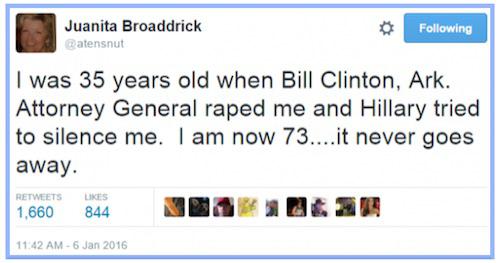 Juanita Broaddrick
@atensnut
Following
I was 35 years old when Bill Clinton, Ark.
Attorney General raped me and Hillary tried
to silence me.  I am now 73....it never goes
away.
RETWEETS LIKES
1,660 844
11:42 AM - 6 Jan 2016